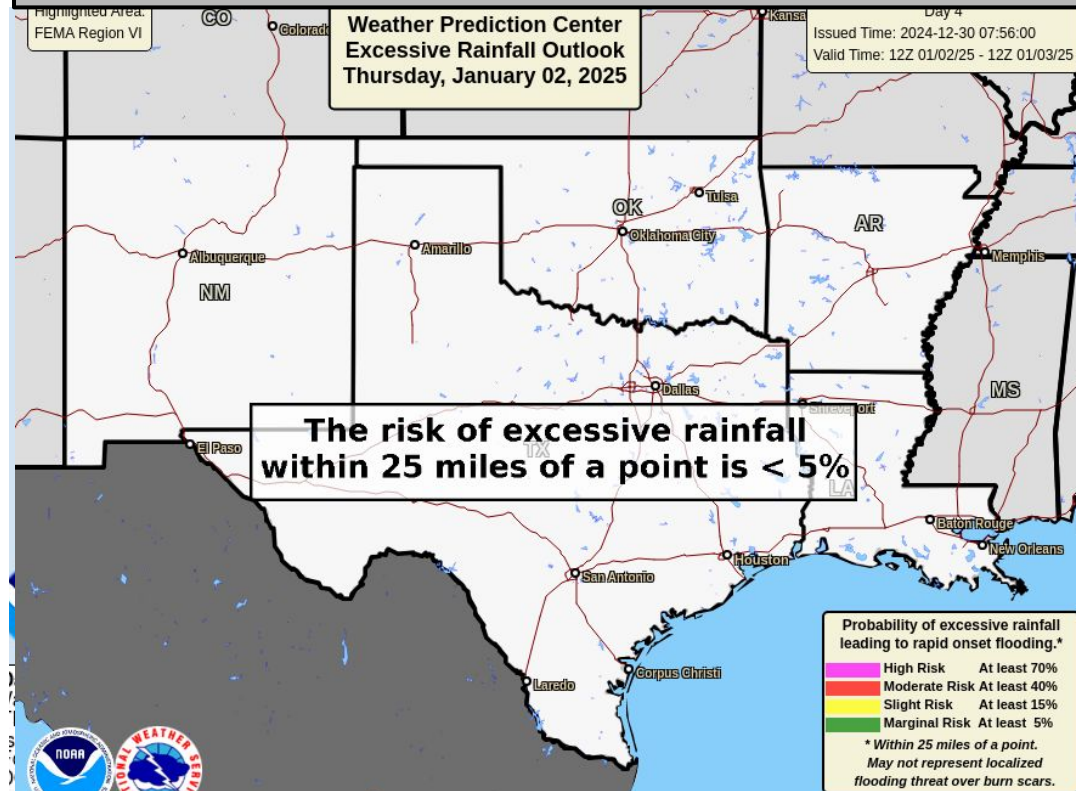 Highlighted Area:
FEMA Region VI
Weather Prediction Center
Excessive Rainfall Outlook
Thursday, January 02, 2025
Day 4
Issued Time: 2024-12-30 07:56:00
Valid Time: 12Z 01/02/25 - 12Z 01/03/25
CO
Colorado
Kansa
Tulsa
OK
Oklahoma City
AR
Amarillo
Albuquerque
Memphis
NM
Dallas
MS
Shreveport
The risk of excessive rainfall
within 25 miles of a point is < 5%
El Paso
TX
LA
Baton Rouge
New Orleans
Houston
San Antonio
Corpus Christi
Laredo
Probability of excessive rainfall
leading to rapid onset flooding.*
High Risk At least 70%
Moderate Risk At least 40%
Slight Risk At least 15%
Marginal Risk At least 5%
* Within 25 miles of a point.
May not represent localized
flooding threat over burn scars.
NOAA
WEATHER